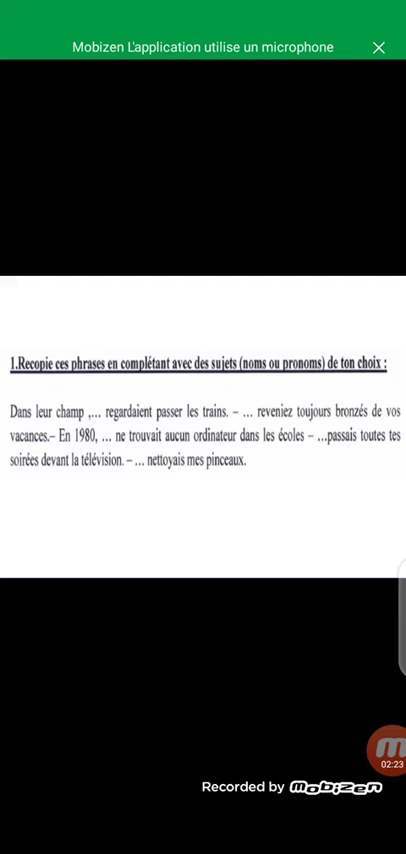 Mobizen L'application utilise un microphone
1.Recopie ces phrases en complétant avec des sujets (noms ou pronoms) de ton choix :
Dans leur champ ,... regardaient passer les trains. – ... reveniez toujours bronzés de vos
vacances.– En 1980, ... ne trouvait aucun ordinateur dans les écoles – ...passais toutes tes
soirées devant la télévision. – ... nettoyais mes pinceaux.
02:23
Recorded by Mobizen